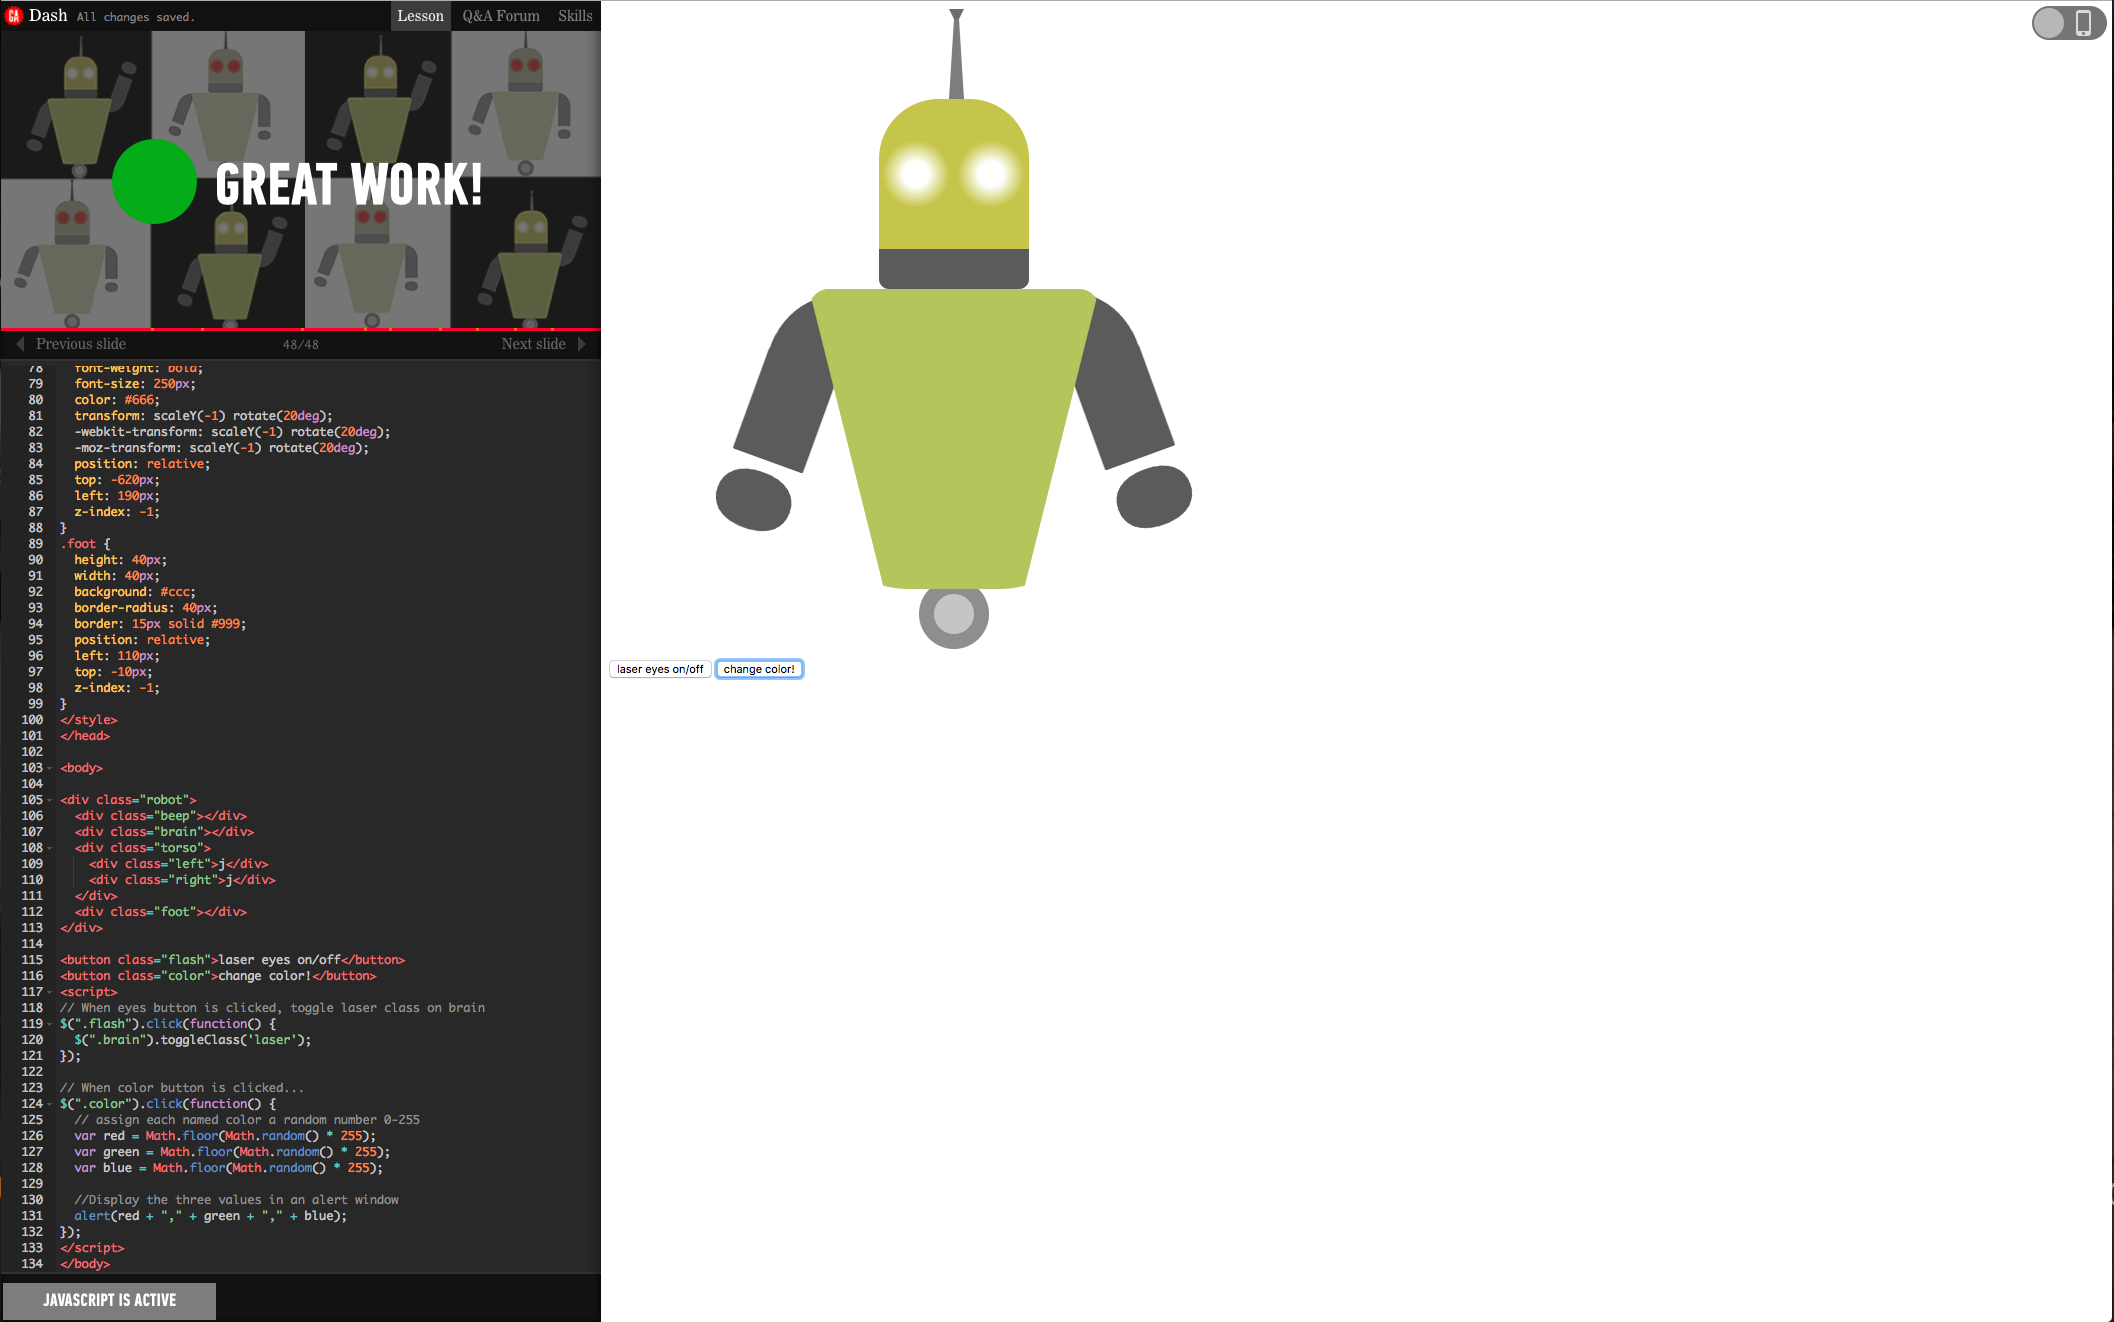 GA Dash All changes saved. Lesson Q&A Forum Skills
GREAT WORK!
Previous slide 48/48 Next slide
78 font-weight: bold;
79 font-size: 250px;
80 color: #666;
81 transform: scaleY(-1) rotate(20deg);
82 -webkit-transform: scaleY(-1) rotate(20deg);
83 -moz-transform: scaleY(-1) rotate(20deg);
84 position: relative;
85 top: -620px;
86 left: 190px;
87 z-index: -1;
88 }
89 .foot {
90 height: 40px;
91 width: 40px;
92 background: #ccc;
93 border-radius: 40px;
94 border: 15px solid #999;
95 position: relative;
96 left: 110px;
97 top: -10px;
98 z-index: -1;
99 }
100 </style>
101 </head>
102
103 <body>
104
105 <div class="robot">
106 <div class="beep"></div>
107 <div class="brain"></div>
108 <div class="torso">
109 <div class="left">j</div>
110 <div class="right">j</div>
111 </div>
112 <div class="foot"></div>
113 </div>
114
115 <button class="flash">laser eyes on/off</button>
116 <button class="color">change color!</button>
117 <script>
118 // When eyes button is clicked, toggle laser class on brain
119 $(".flash").click(function() {
120 $(".brain").toggleClass('laser');
121 });
122
123 // When color button is clicked...
124 $(".color").click(function() {
125 // assign each named color a random number 0-255
126 var red = Math.floor(Math.random() * 255);
127 var green = Math.floor(Math.random() * 255);
128 var blue = Math.floor(Math.random() * 255);
129
130 //Display the three values in an alert window
131 alert(red + "," + green + "," + blue);
132 });
133 </script>
134 </body>
JAVASCRIPT IS ACTIVE
laser eyes on/off change color!